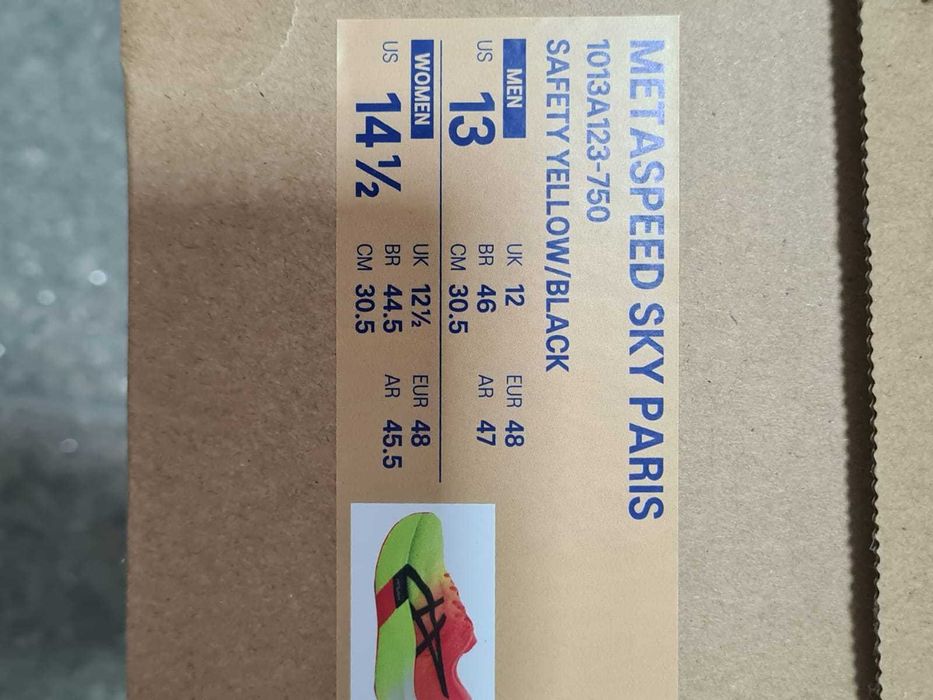 METASPEED SKY PARIS
1013A123-750
SAFETY YELLOW/BLACK
MEN
US 13
UK 12 EUR 48
BR 46 AR 47
CM 30.5
WOMEN
US 14½
UK 12½ EUR 48
BR 44.5 AR 45.5
CM 30.5